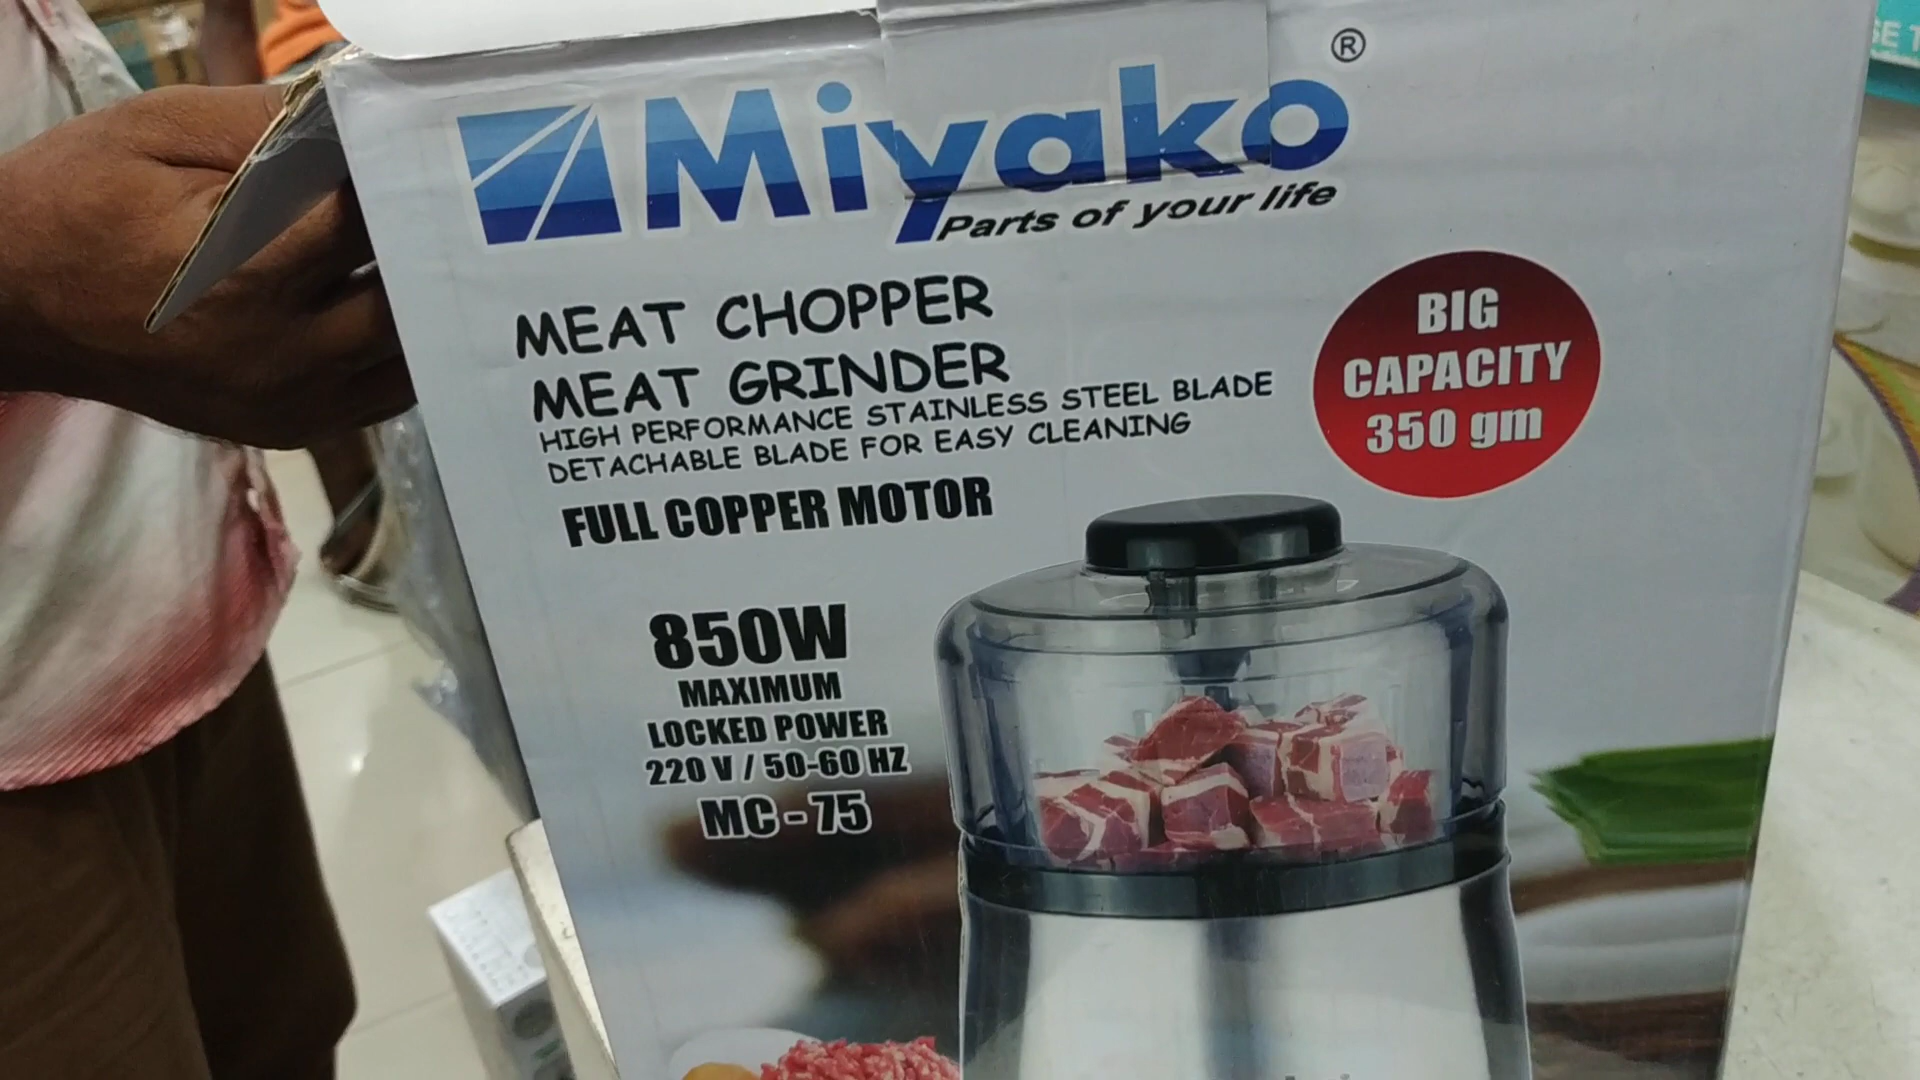 Miyako®
Parts of your life
MEAT CHOPPER
MEAT GRINDER
HIGH PERFORMANCE STAINLESS STEEL BLADE
DETACHABLE BLADE FOR EASY CLEANING
FULL COPPER MOTOR
BIG
CAPACITY
350 gm
850W
MAXIMUM
LOCKED POWER
220 V / 50-60 HZ
MC - 75